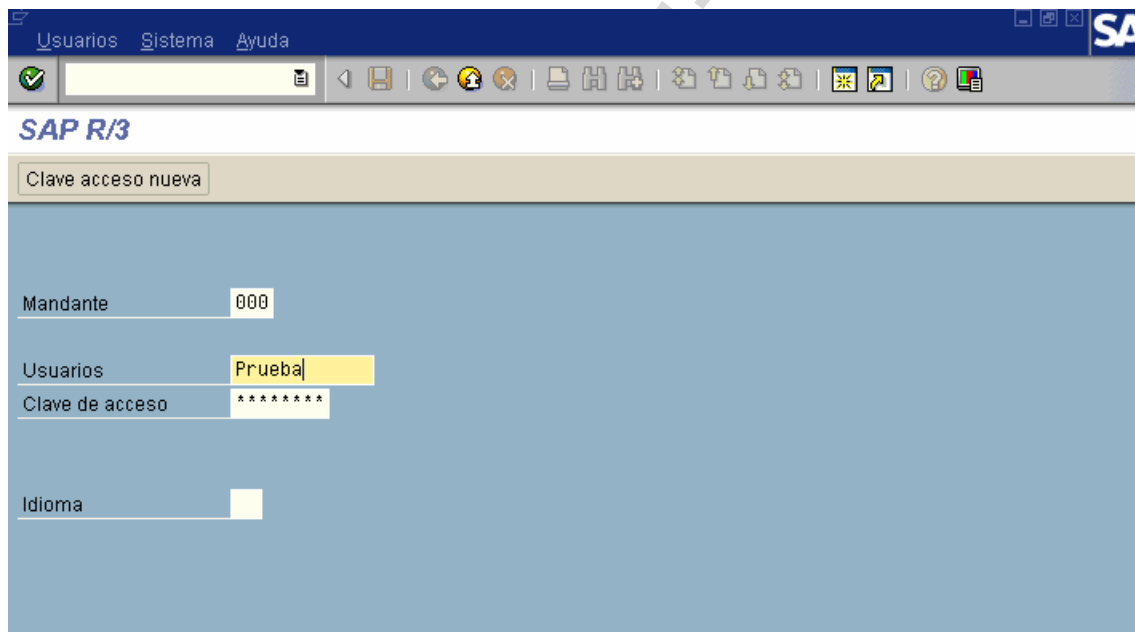 Usuarios Sistema Ayuda
SAP R/3
Clave acceso nueva
Mandante 000
Usuarios Prueba
Clave de acceso ********
Idioma